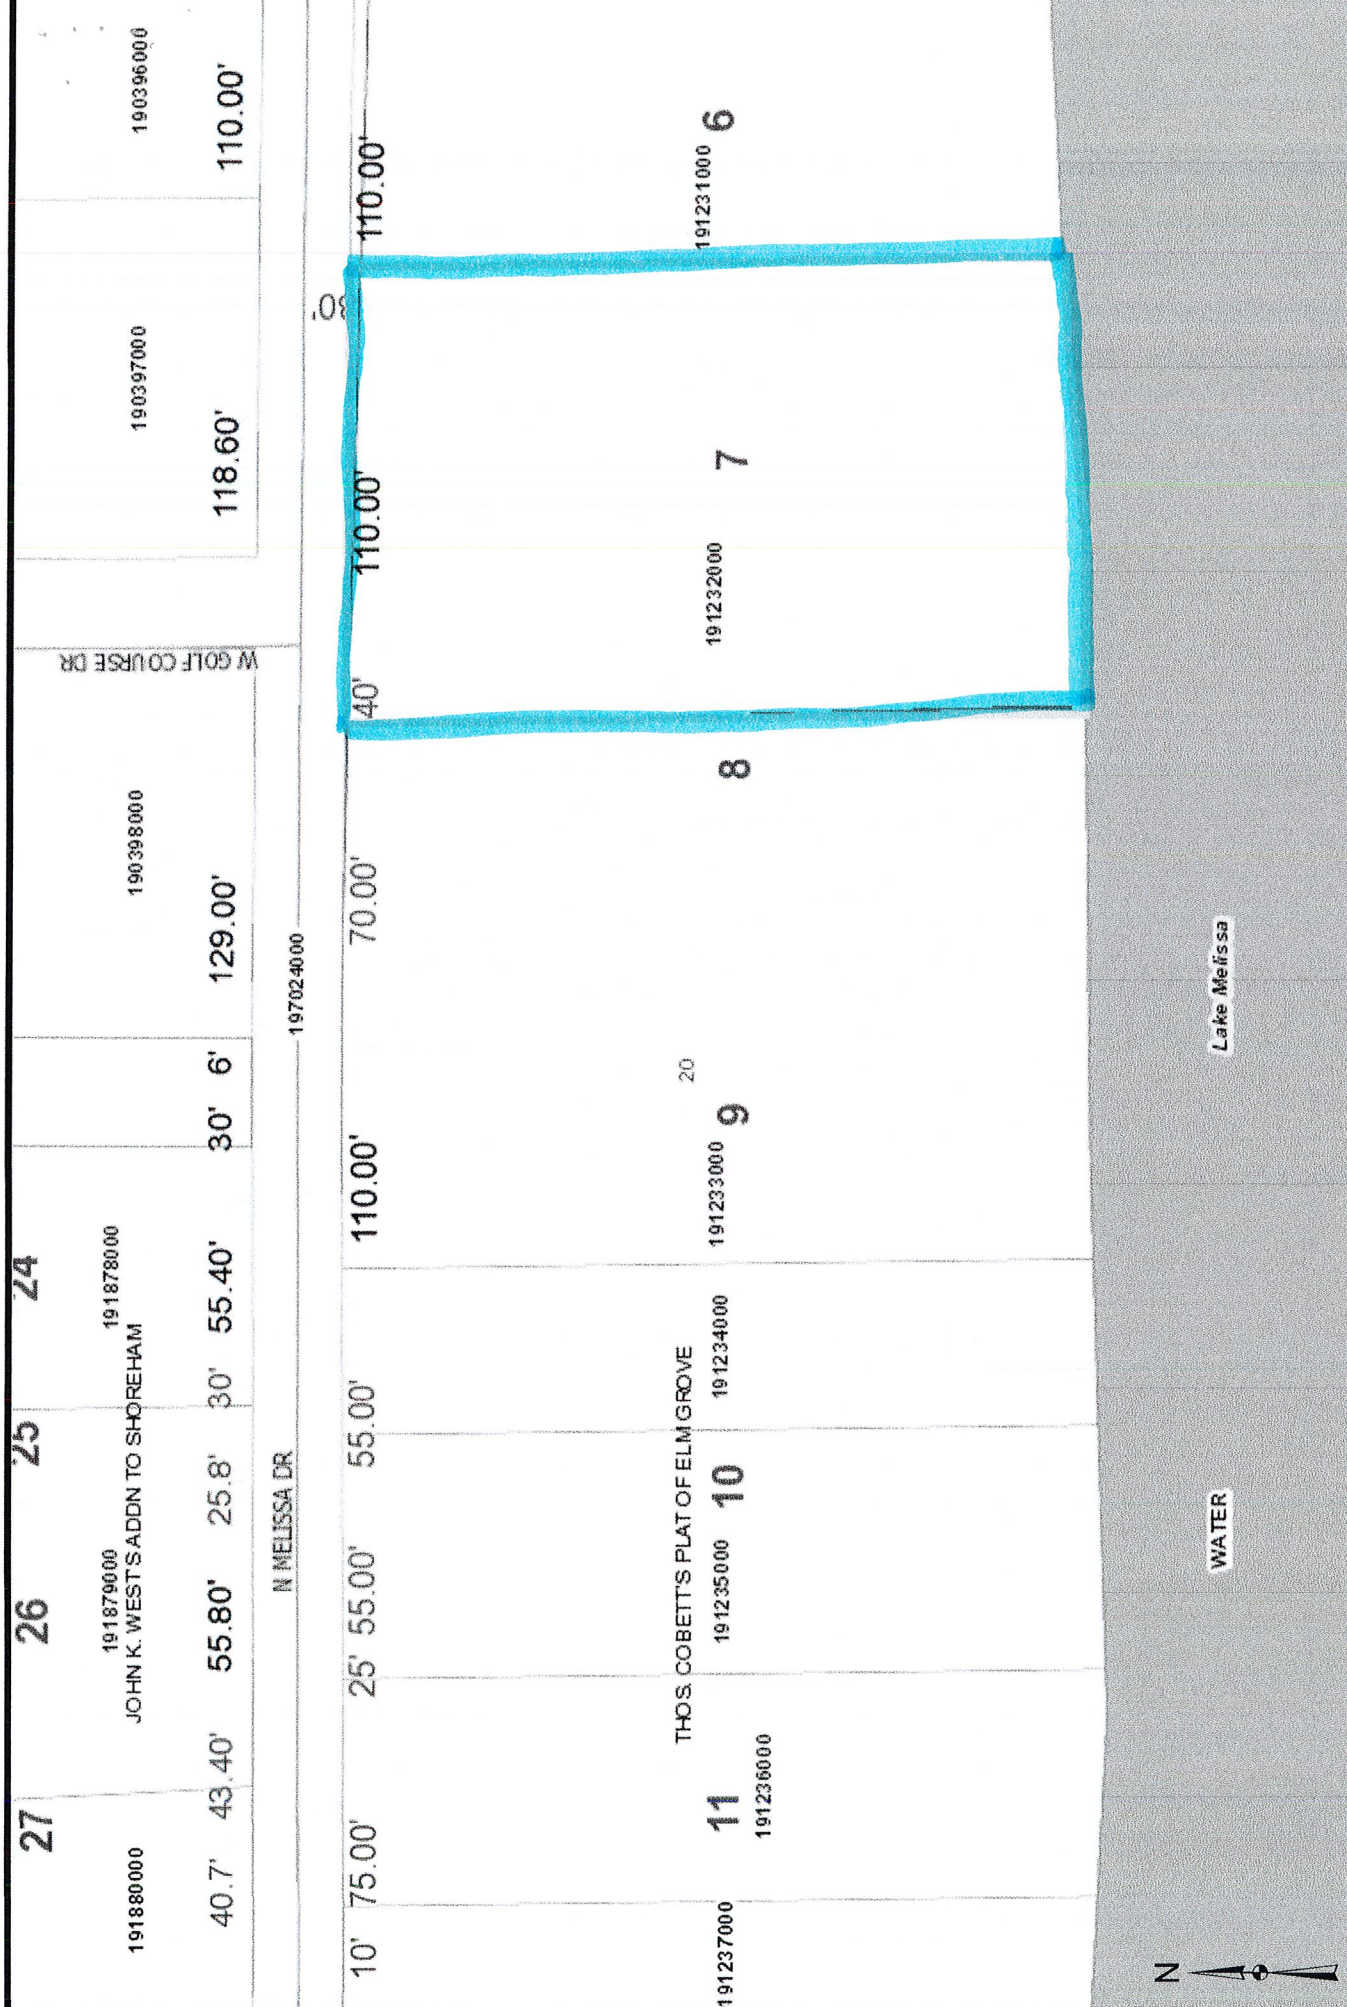 27 26 25 24
191880000 191879000 191878000 190398000 190397000 190396000
JOHN K. WEST'S ADDN TO SHOREHAM
W GOLF COURSE DR
40.7' 43.40' 55.80' 25.8' 30' 55.40' 30' 6' 129.00' 118.60' 110.00'
N MELISSA DR 197024000
10' 75.00' 25' 55.00' 55.00' 110.00' 70.00' 40' 110.00' 110.00'
THOS. COBETT'S PLAT OF ELM GROVE 20
191237000 191235000 191234000 191233000 191232000 191231000
11 10 9 8 7 6
191236000
N WATER Lake Melissa